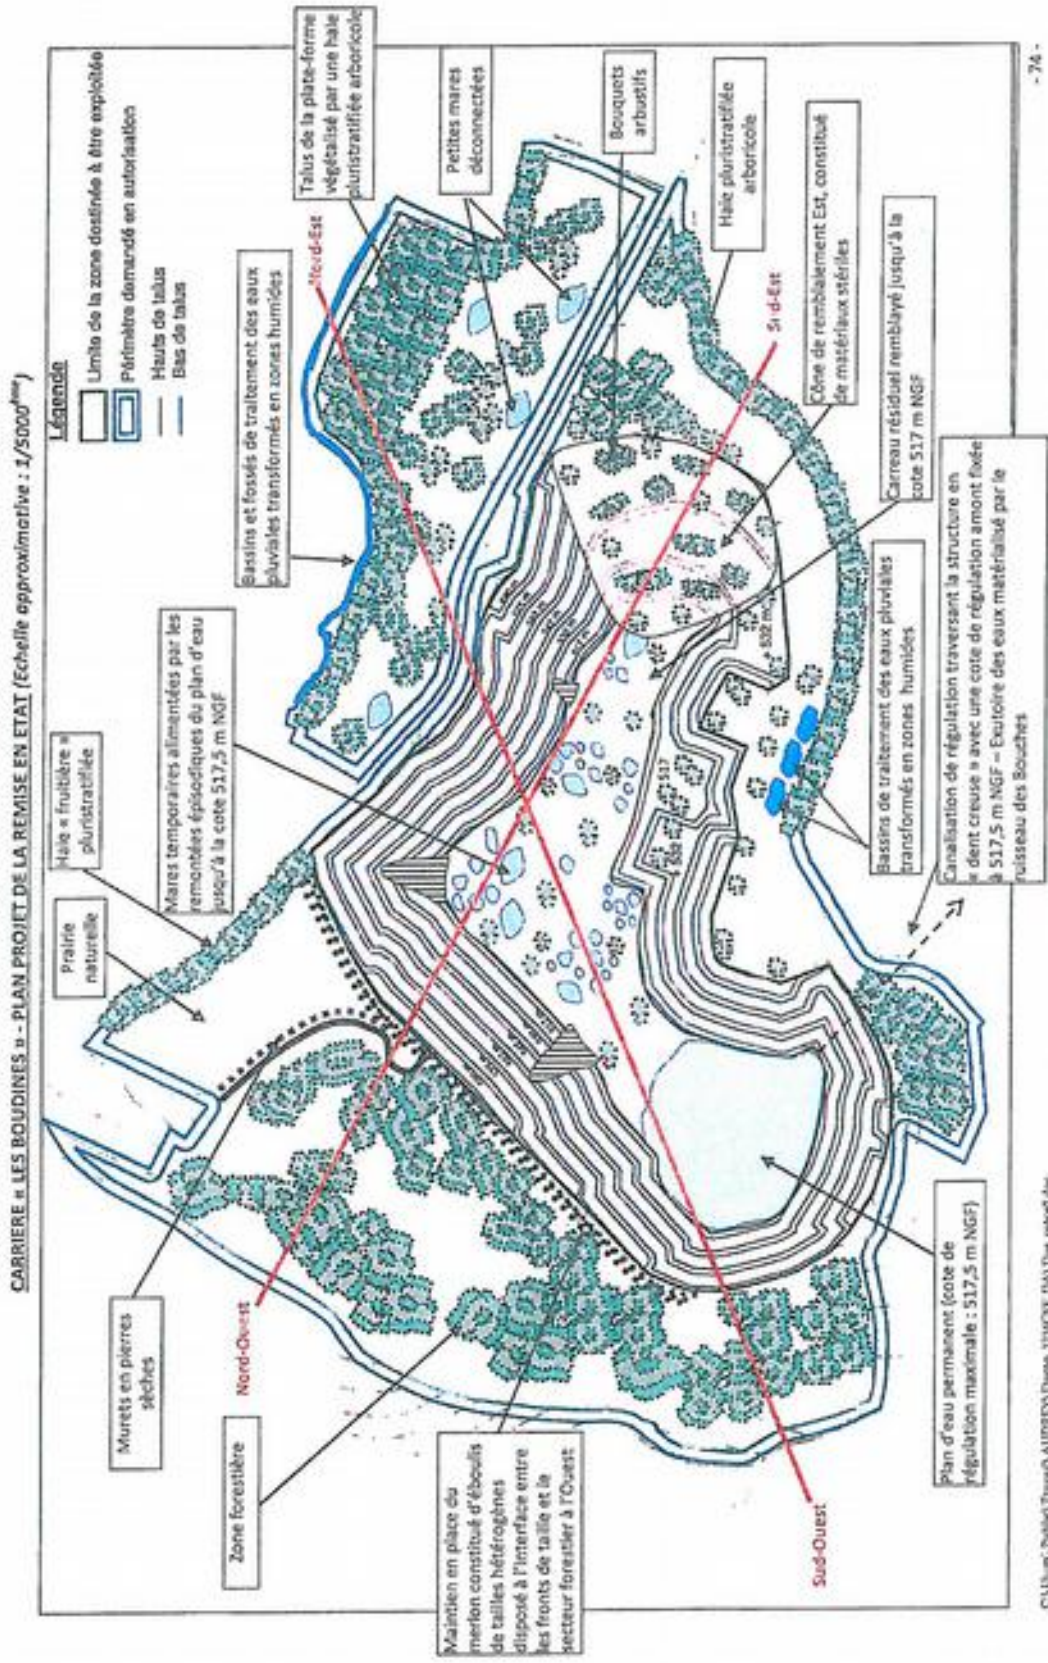 CARRIERE « LES BOUDINES » - PLAN PROJET DE LA REMISE EN ETAT (Echelle approximative : 1/5000ème)
Légende
Limite de la zone destinée à être exploitée
Périmètre demandé en autorisation
Hauts de talus
Bas de talus
Murets en pierres
sèches
Prairie
naturelle
Haie « fruitière »
pluristratifiée
Mares temporaires alimentées par les
remontées épisodiques du plan d'eau
jusqu'à la cote 517,5 m NGF
Bassins et fossés de traitement des eaux
pluviales transformés en zones humides
Talus de la plate-forme
végétalisé par une haie
pluristratifiée arboricole
Petites mares
déconnectées
Bouquets
arbustifs
Haie pluristratifiée
arboricole
Nord-Ouest
Nord-Est
Sud-Est
Sud-Ouest
Zone forestière
Maintien en place du
merlon constitué d'éboulis
de tailles hétérogènes
disposé à l'interface entre
les fronts de taille et le
secteur forestier à l'Ouest
Cône de remblaiement Est, constitué
de matériaux stériles
Carreau résiduel remblayé jusqu'à la
cote 517 m NGF
532 m
517
Bassins de traitement des eaux pluviales
transformés en zones humides
Canalisation de régulation traversant la structure en
« dent creuse » avec une cote de régulation amont fixée
à 517,5 m NGF – Exutoire des eaux matérialisé par le
ruisseau des Bouches
Plan d'eau permanent (cote de
régulation maximale : 517,5 m NGF)
- 74 -